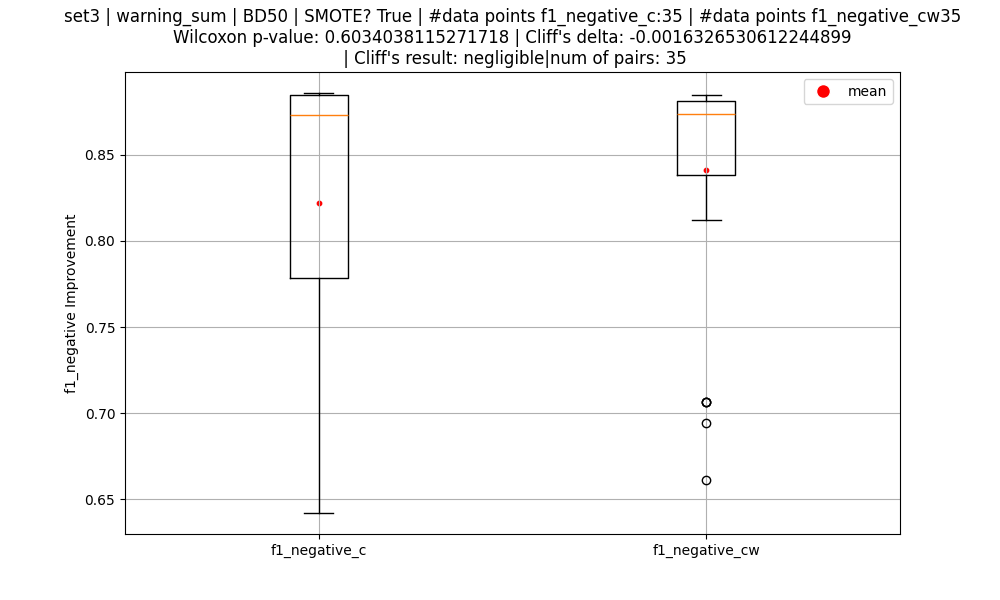 set3 | warning_sum | BD50 | SMOTE? True | #data points f1_negative_c:35 | #data points f1_negative_cw35
Wilcoxon p-value: 0.6034038115271718 | Cliff's delta: -0.0016326530612244899
| Cliff's result: negligible|num of pairs: 35
mean
f1_negative Improvement
0.85
0.80
0.75
0.70
0.65
f1_negative_c
f1_negative_cw